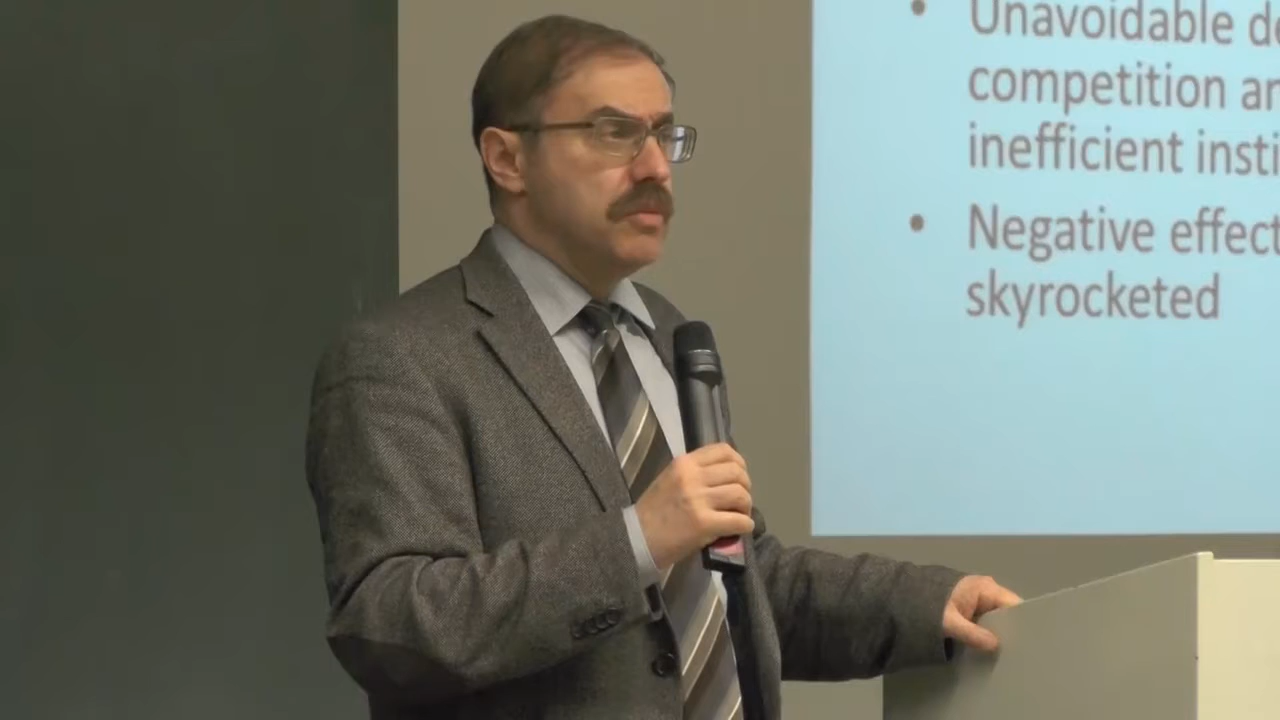 • Unavoidable
competition
inefficient
• Negative
skyrocketed